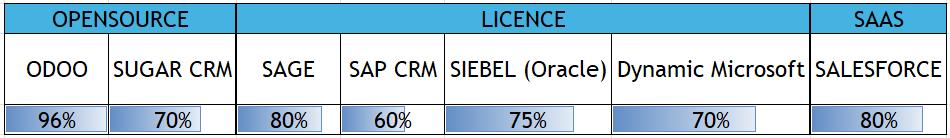 OPENSOURCE LICENCE SAAS
ODOO SUGAR CRM SAGE SAP CRM SIEBEL (Oracle) Dynamic Microsoft SALESFORCE
96% 70% 80% 60% 75% 70% 80%